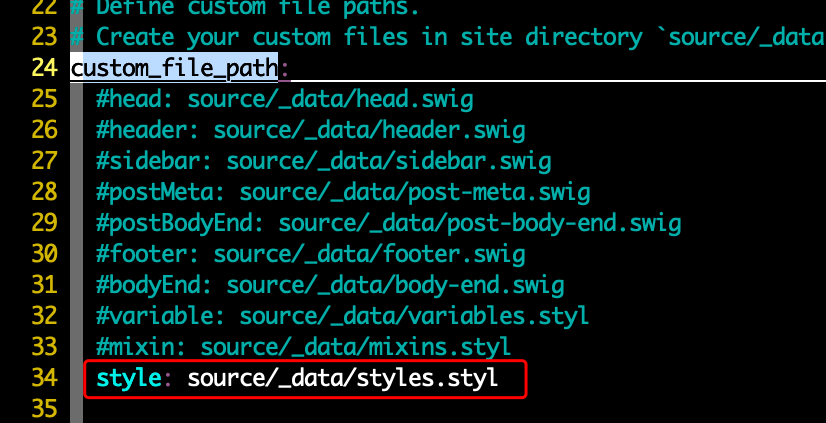 22 # Define custom file paths.
23 # Create your custom files in site directory `source/_data
24 custom_file_path:
25 #head: source/_data/head.swig
26 #header: source/_data/header.swig
27 #sidebar: source/_data/sidebar.swig
28 #postMeta: source/_data/post-meta.swig
29 #postBodyEnd: source/_data/post-body-end.swig
30 #footer: source/_data/footer.swig
31 #bodyEnd: source/_data/body-end.swig
32 #variable: source/_data/variables.styl
33 #mixin: source/_data/mixins.styl
34 style: source/_data/styles.styl
35